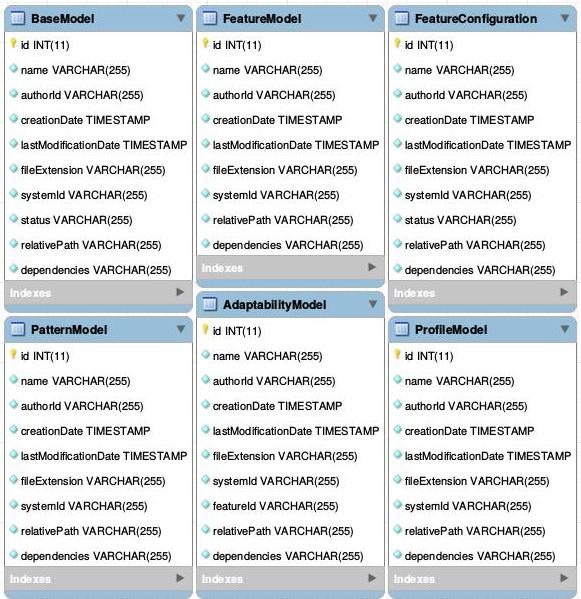 BaseModel
id INT(11)
name VARCHAR(255)
authorId VARCHAR(255)
creationDate TIMESTAMP
lastModificationDate TIMESTAMP
fileExtension VARCHAR(255)
systemId VARCHAR(255)
status VARCHAR(255)
relativePath VARCHAR(255)
dependencies VARCHAR(255)
Indexes
FeatureModel
id INT(11)
name VARCHAR(255)
authorId VARCHAR(255)
creationDate TIMESTAMP
lastModificationDate TIMESTAMP
fileExtension VARCHAR(255)
systemId VARCHAR(255)
relativePath VARCHAR(255)
dependencies VARCHAR(255)
Indexes
FeatureConfiguration
id INT(11)
name VARCHAR(255)
authorId VARCHAR(255)
creationDate TIMESTAMP
lastModificationDate TIMESTAMP
fileExtension VARCHAR(255)
systemId VARCHAR(255)
status VARCHAR(255)
relativePath VARCHAR(255)
dependencies VARCHAR(255)
Indexes
PatternModel
id INT(11)
name VARCHAR(255)
authorId VARCHAR(255)
creationDate TIMESTAMP
lastModificationDate TIMESTAMP
fileExtension VARCHAR(255)
systemId VARCHAR(255)
relativePath VARCHAR(255)
dependencies VARCHAR(255)
Indexes
AdaptabilityModel
id INT(11)
name VARCHAR(255)
authorId VARCHAR(255)
creationDate TIMESTAMP
lastModificationDate TIMESTAMP
fileExtension VARCHAR(255)
systemId VARCHAR(255)
featureId VARCHAR(255)
relativePath VARCHAR(255)
dependencies VARCHAR(255)
Indexes
ProfileModel
id INT(11)
name VARCHAR(255)
authorId VARCHAR(255)
creationDate TIMESTAMP
lastModificationDate TIMESTAMP
fileExtension VARCHAR(255)
systemId VARCHAR(255)
relativePath VARCHAR(255)
dependencies VARCHAR(255)
Indexes